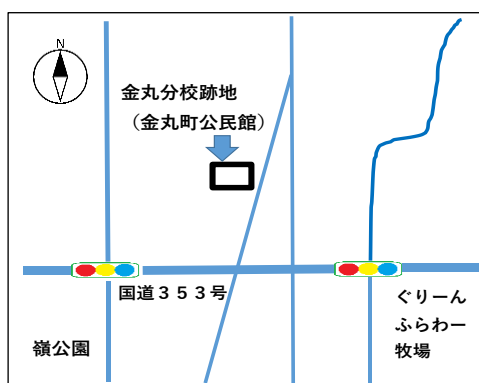 N
金丸分校跡地
（金丸町公民館）
国道３５３号
嶺公園
ぐりーん
ふらわー
牧場